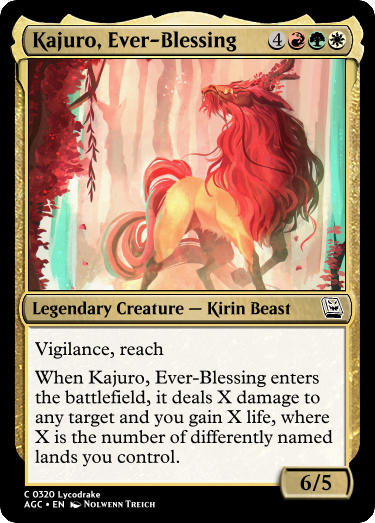 Kajuro, Ever-Blessing 4
Legendary Creature — Kirin Beast
Vigilance, reach
When Kajuro, Ever-Blessing enters
the battlefield, it deals X damage to
any target and you gain X life, where
X is the number of differently named
lands you control.
6/5
C 0320 Lycodrake
AGC • EN Nolwenn Treich